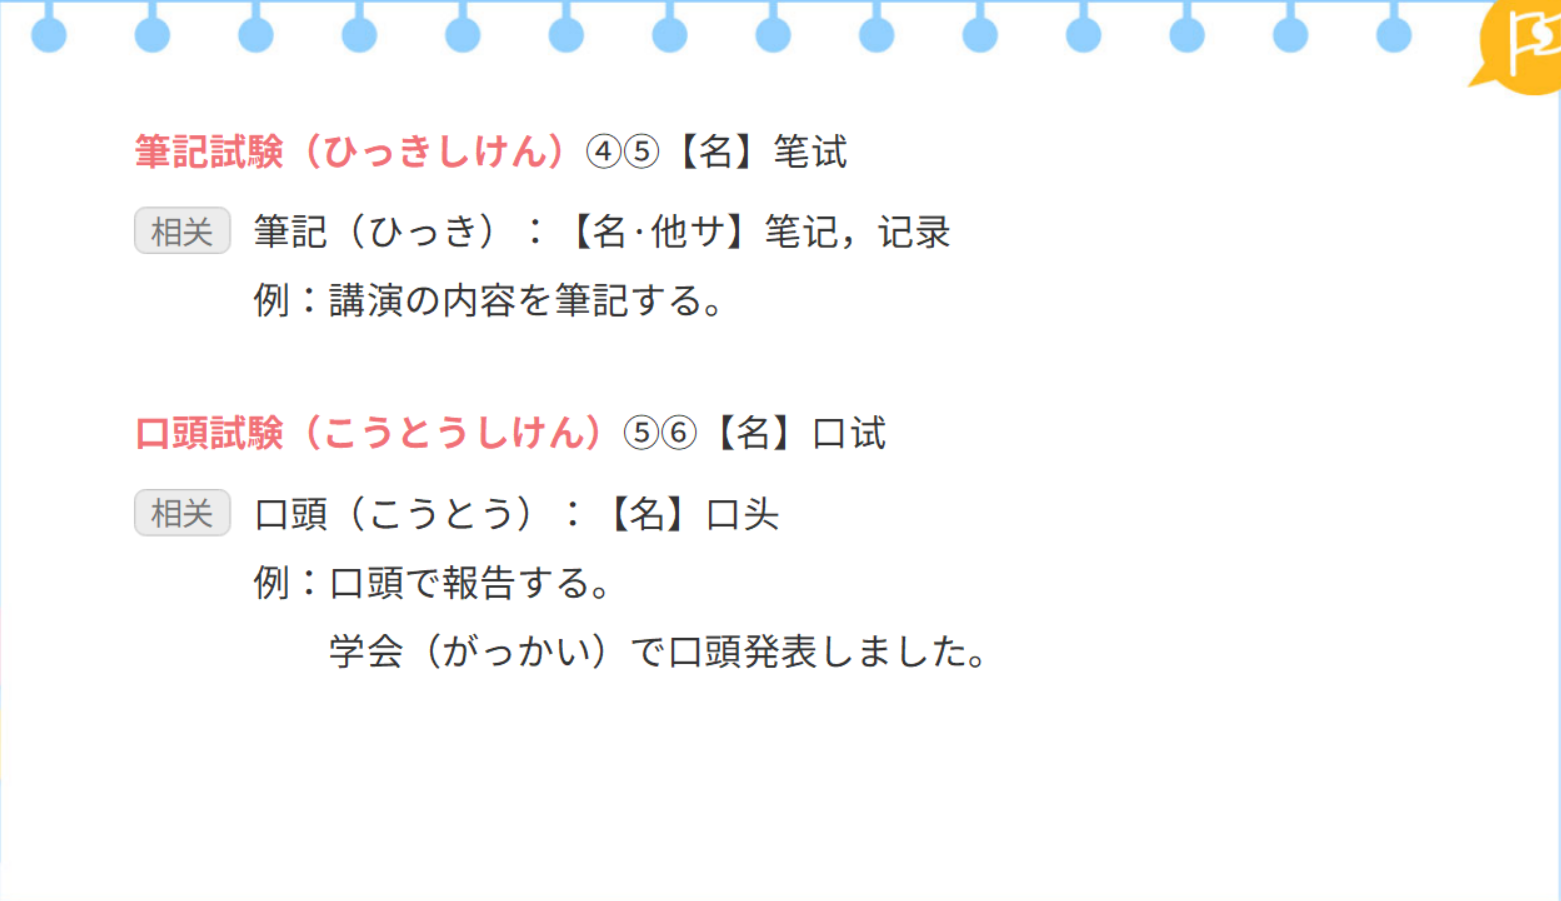 筆記試験（ひっきしけん）④⑤【名】笔试
相关 筆記（ひっき）：【名·他サ】笔记，记录
例：講演の内容を筆記する。
口頭試験（こうとうしけん）⑤⑥【名】口试
相关 口頭（こうとう）：【名】口头
例：口頭で報告する。
学会（がっかい）で口頭発表しました。